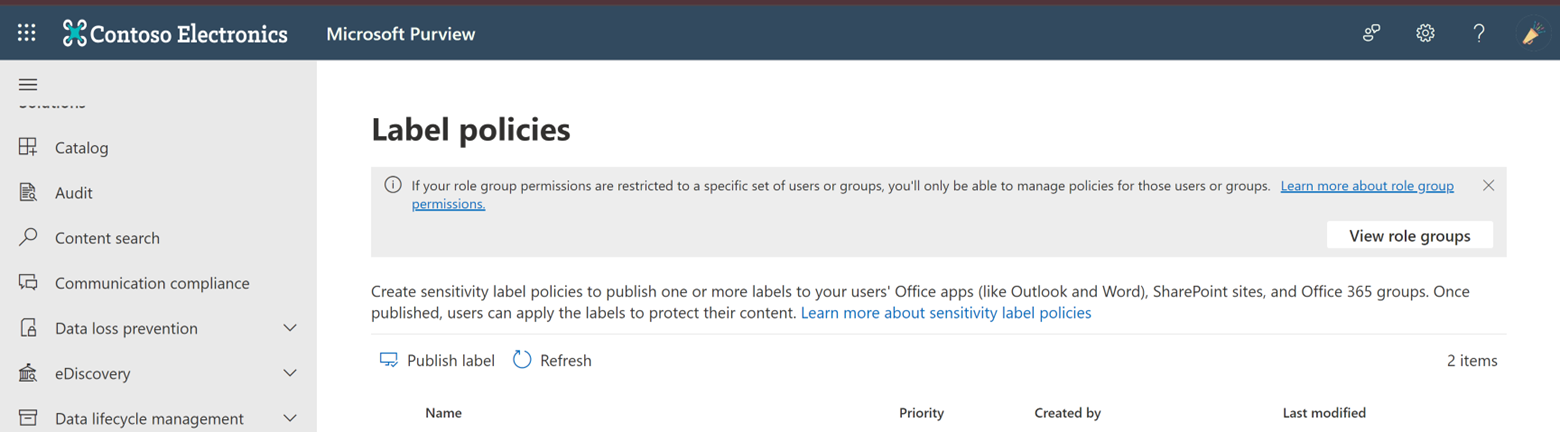 Contoso Electronics Microsoft Purview
Catalog
Audit
Content search
Communication compliance
Data loss prevention
eDiscovery
Data lifecycle management
Label policies
If your role group permissions are restricted to a specific set of users or groups, you'll only be able to manage policies for those users or groups. Learn more about role group
permissions.
View role groups
Create sensitivity label policies to publish one or more labels to your users' Office apps (like Outlook and Word), SharePoint sites, and Office 365 groups. Once
published, users can apply the labels to protect their content. Learn more about sensitivity label policies
Publish label Refresh 2 items
Name Priority Created by Last modified